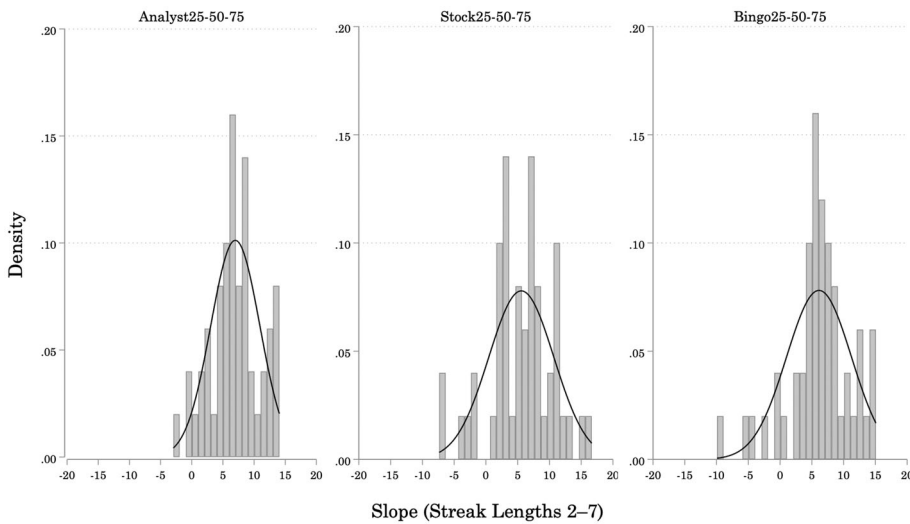 Analyst25-50-75 Stock25-50-75 Bingo25-50-75
.20 .20 .20
.15 .15 .15
Density
.10 .10 .10
.05 .05 .05
.00 .00 .00
-20 -15 -10 -5 0 5 10 15 20 -20 -15 -10 -5 0 5 10 15 20 -20 -15 -10 -5 0 5 10 15 20
Slope (Streak Lengths 2–7)